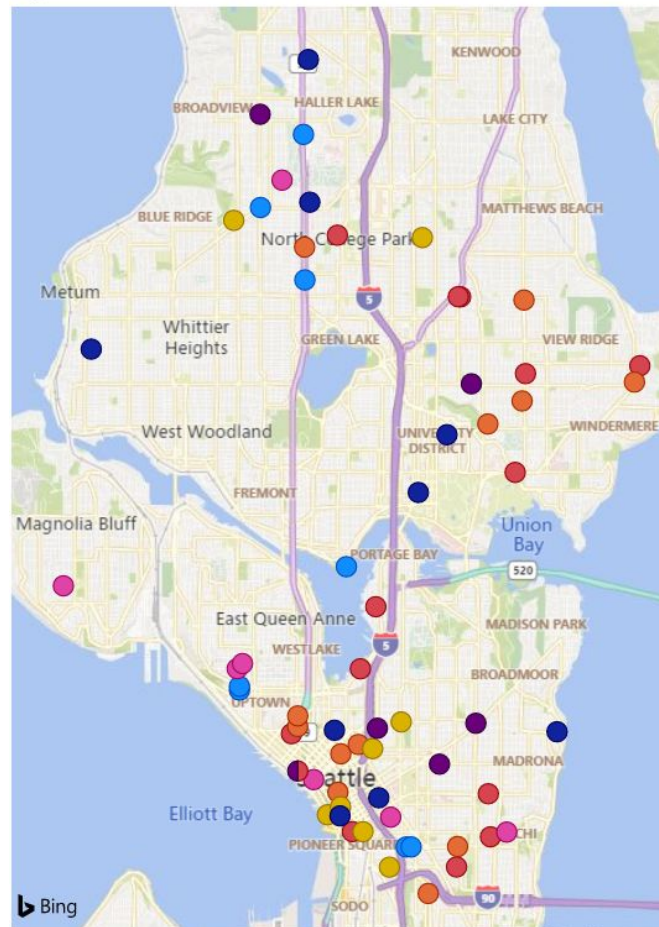 KENWOOD
BROADVIEW
HALLER LAKE
LAKE CITY
BLUE RIDGE
MATTHEWS BEACH
North College Park
Metum
5
Whittier
Heights
GREEN LAKE
VIEW RIDGE
West Woodland
UNIVERSITY
DISTRICT
WINDERMERE
FREMONT
Magnolia Bluff
Union
Bay
PORTAGE BAY
520
East Queen Anne
MADISON PARK
WESTLAKE
5
BROADMOOR
UPTOWN
MADRONA
Seattle
Elliott Bay
PIONEER SQUARE
CHI
90
SODO
Bing